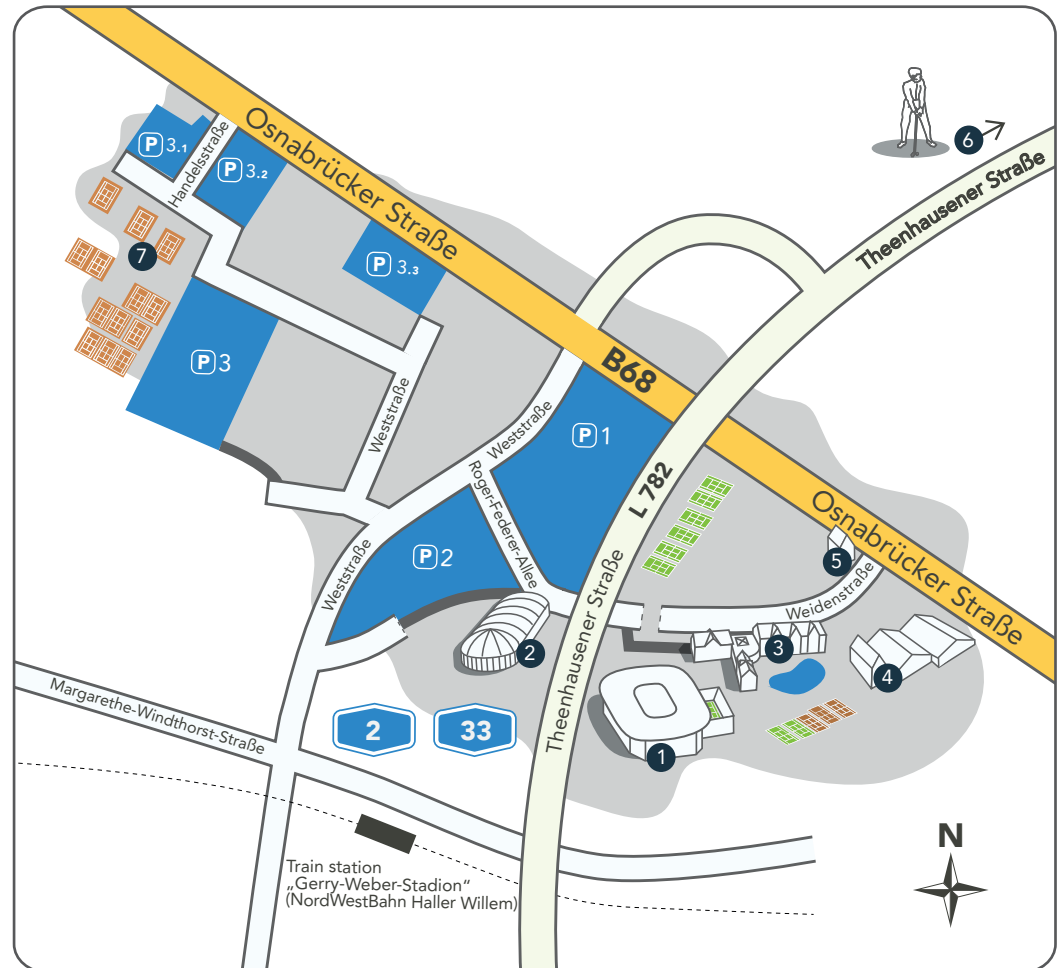 Osnabrücker Straße
P 3.1
P 3.2
Handelsstraße
6
Theenhausener Straße
7
P 3.3
P 3
B68
Weststraße
Weststraße
P 1
Roger-Federer-Allee
L 782
Osnabrücker Straße
P 2
Weststraße
5
Weidenstraße
Theenhausener Straße
2
3
4
Margarethe-Windthorst-Straße
2
33
1
N
Train station
„Gerry-Weber-Stadion“
(NordWestBahn Haller Willem)